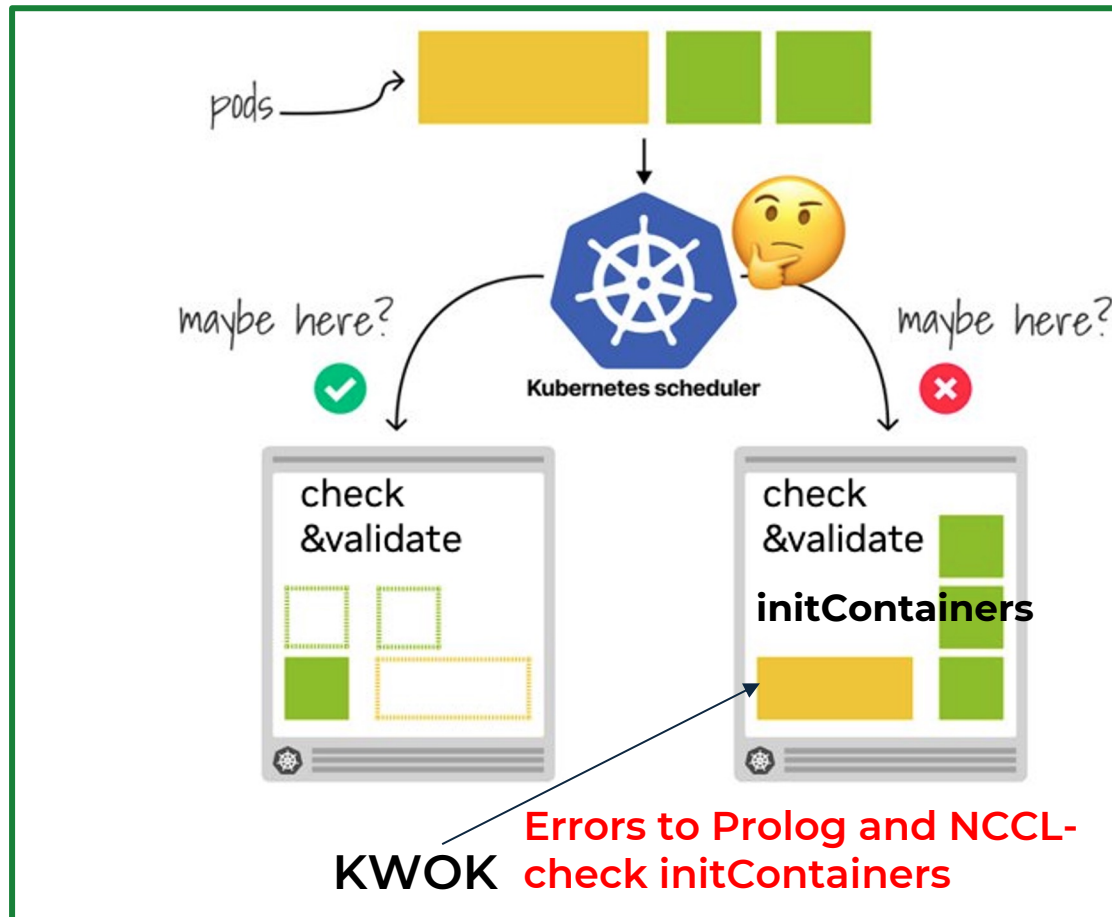 pods
maybe here?
maybe here?
Kubernetes scheduler
check
&validate
check
&validate
initContainers
Errors to Prolog and NCCL-
check initContainers
KWOK